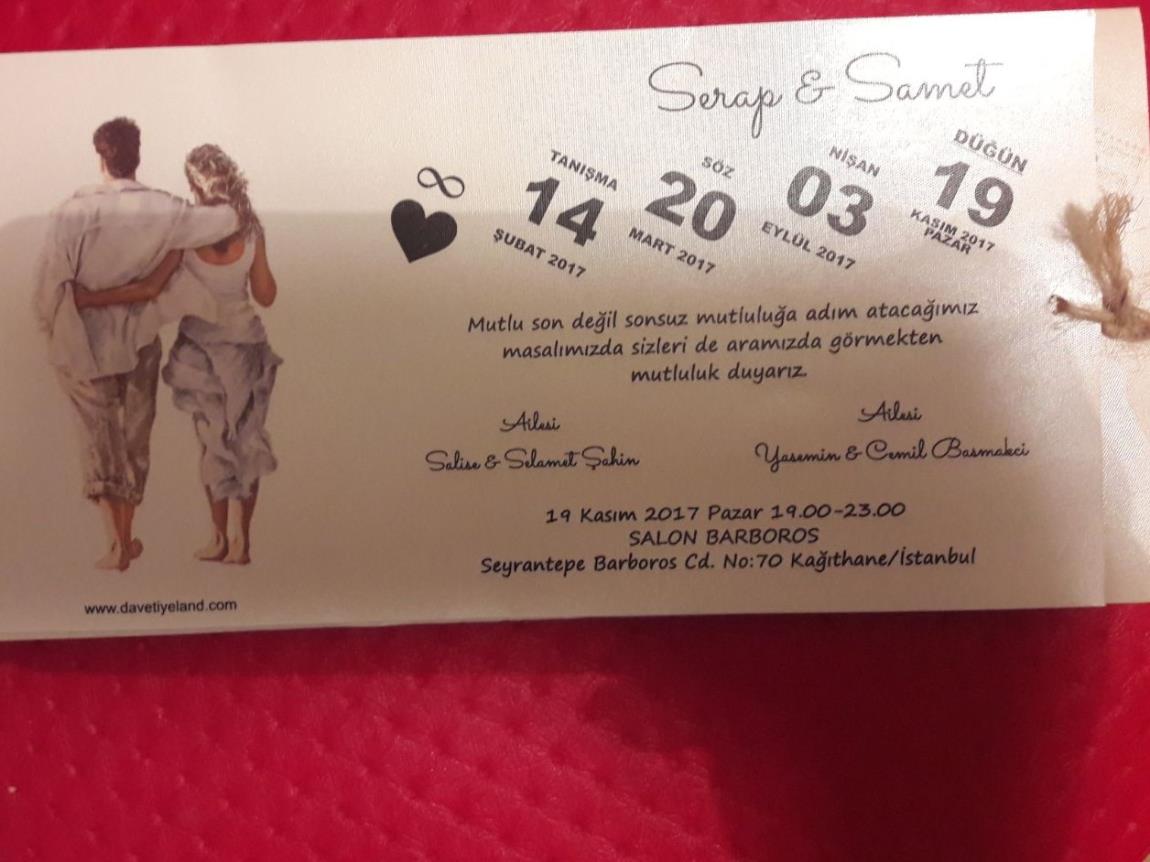 Serap & Samet
TANIŞMA
14
ŞUBAT 2017
SÖZ
20
MART 2017
NİŞAN
03
EYLÜL 2017
DÜĞÜN
19
KASIM 2017
PAZAR
Mutlu son değil sonsuz mutluluğa adım atacağımız
masalımızda sizleri de aramızda görmekten
mutluluk duyarız.
Ailesi
Salise & Selamet Şahin
Ailesi
Yasemin & Cemil Basmakci
19 Kasım 2017 Pazar 19.00-23.00
SALON BARBOROS
Seyrantepe Barboros Cd. No:70 Kağıthane/İstanbul
www.davetiyeland.com